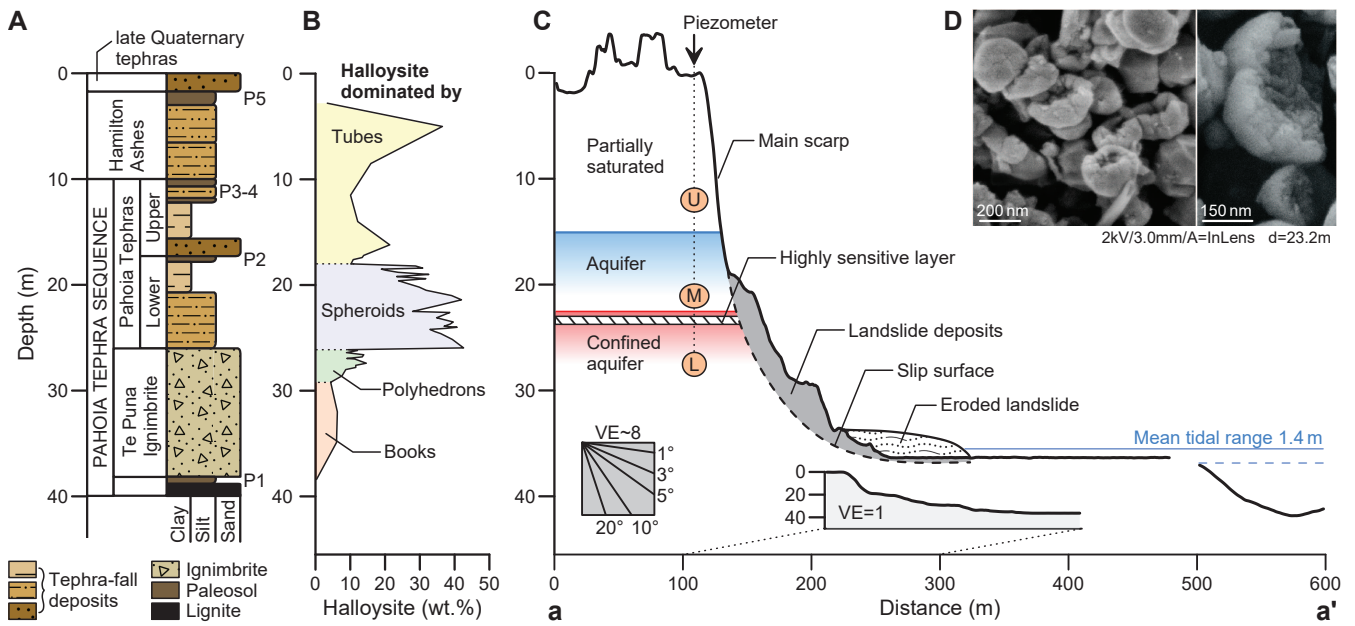 A
late Quaternary
tephras
Depth (m)
0
10
20
30
40
PAHOIA TEPHRA SEQUENCE
Hamilton
Ashes
Pahoia Tephras
Upper
Lower
Te Puna
Ignimbrite
P5
P3-4
P2
P1
Clay
Silt
Sand
Tephra-fall
deposits
Ignimbrite
Paleosol
Lignite
B
Halloysite
dominated by
0
10
20
30
40
Tubes
Spheroids
Polyhedrons
Books
0 10 20 30 40 50
Halloysite (wt.%)
C
Piezometer
0
10
20
30
40
Partially
saturated
Main scarp
U
Aquifer
Highly sensitive layer
M
Landslide deposits
Confined
aquifer
L
Slip surface
Eroded landslide
Mean tidal range 1.4 m
VE~8
1°
3°
5°
20° 10°
0
20
40
VE=1
0 100 200 300 400 500 600
a Distance (m) a'
D
200 nm
150 nm
2kV/3.0mm/A=InLens d=23.2m